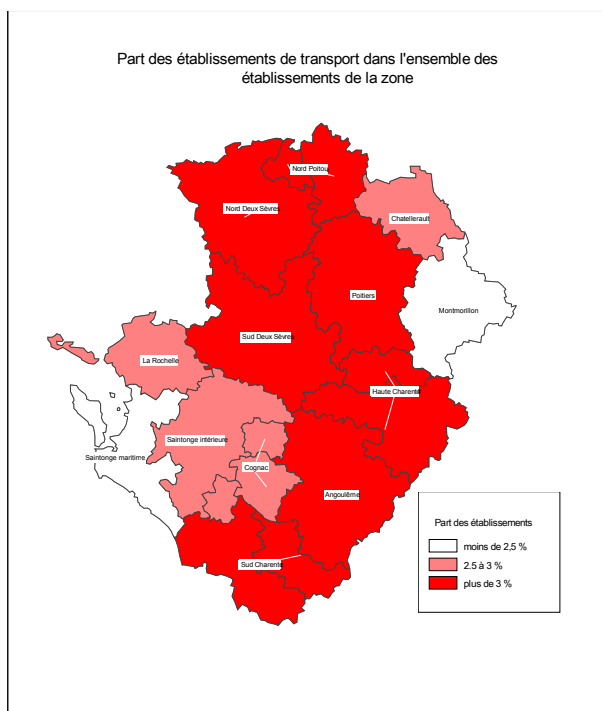 Part des établissements de transport dans l'ensemble des
établissements de la zone
Nord Poitou
Nord Deux Sèvres
Chatellerault
Poitiers
Montmorillon
Sud Deux Sèvres
La Rochelle
Haute Charente
Saintonge intérieure
Saintonge maritime
Cognac
Angoulême
Sud Charente
Part des établissements
moins de 2,5 %
2.5 à 3 %
plus de 3 %